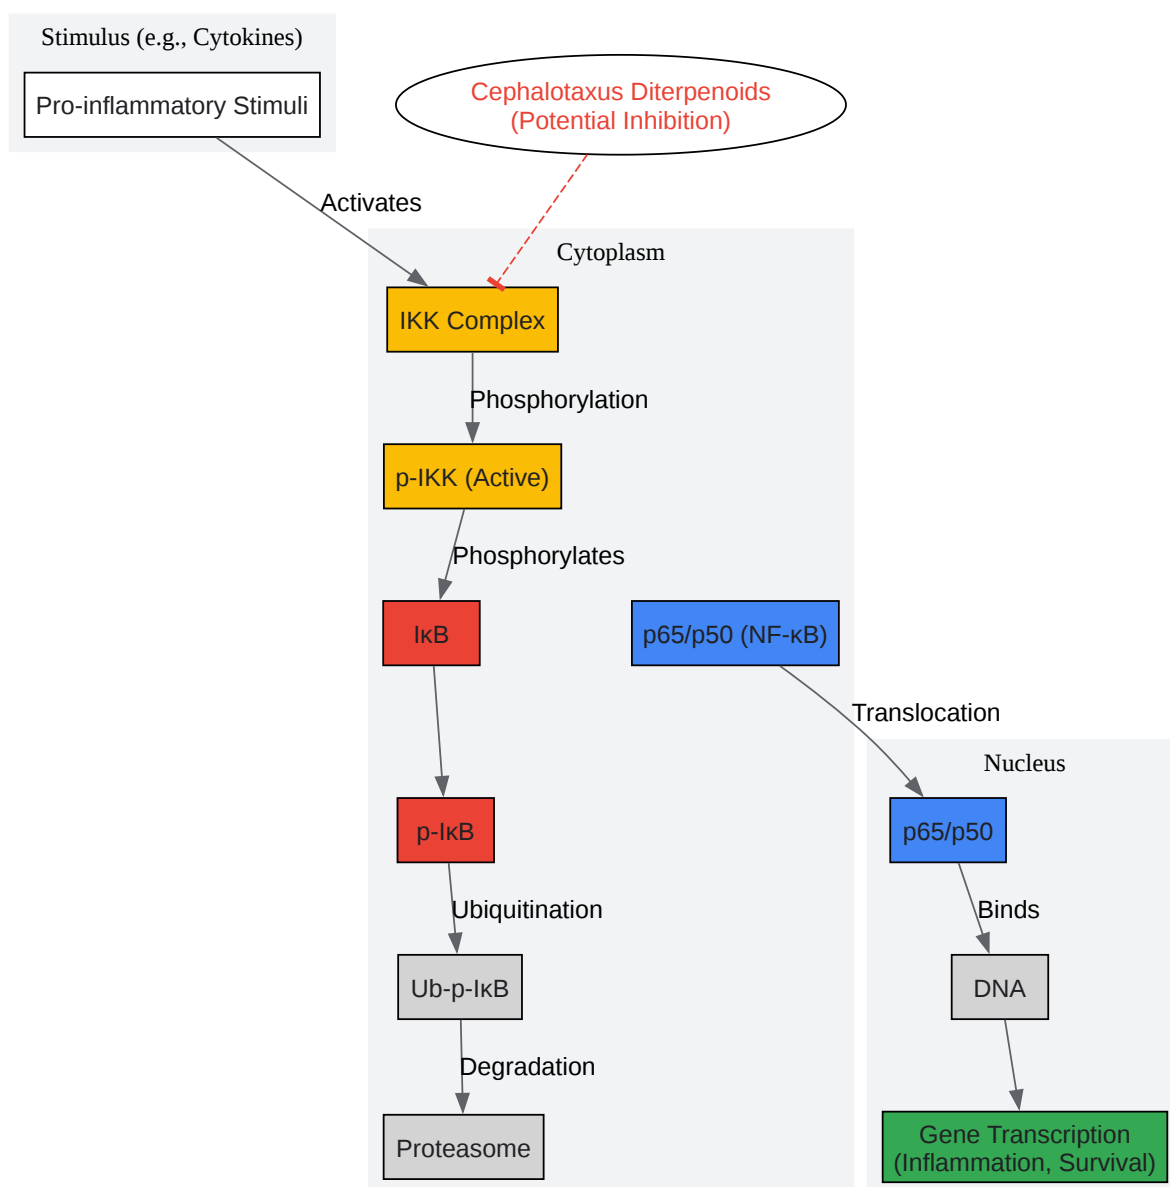 Stimulus (e.g., Cytokines)
Pro-inflammatory Stimuli
Cephalotaxus Diterpenoids
(Potential Inhibition)
Activates
Cytoplasm
IKK Complex
Phosphorylation
p-IKK (Active)
Phosphorylates
IκB
p65/p50 (NF-κB)
Translocation
Nucleus
p-IκB
p65/p50
Ubiquitination
Binds
Ub-p-IκB
DNA
Degradation
Proteasome
Gene Transcription
(Inflammation, Survival)